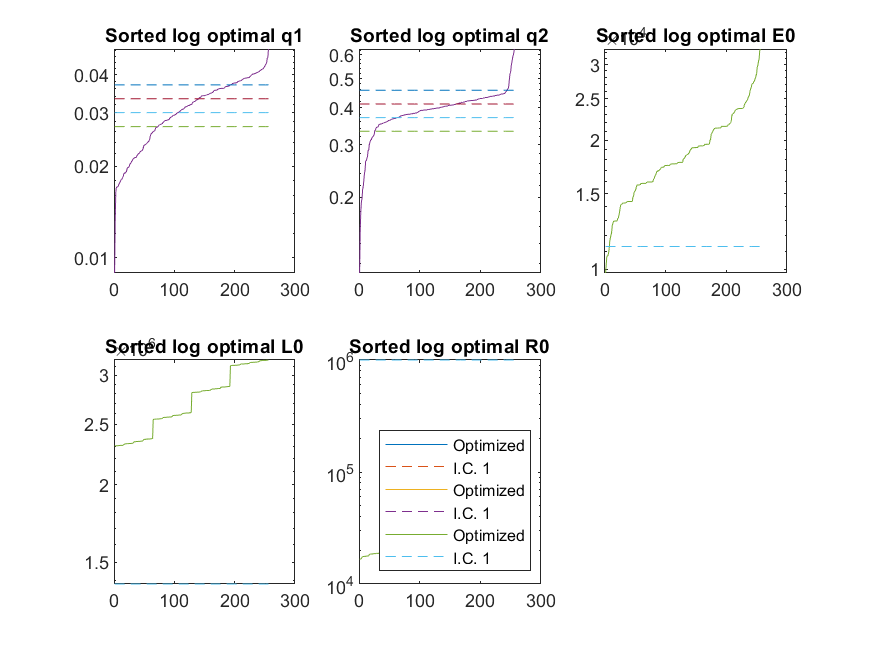 Sorted log optimal q1
0.04
0.03
0.02
0.01
0 100 200 300
Sorted log optimal q2
0.6
0.5
0.4
0.3
0.2
0 100 200 300
Sorted log optimal E0
×10^4
3
2.5
2
1.5
1
0 100 200 300
Sorted log optimal L0
×10^6
3
2.5
2
1.5
0 100 200 300
Sorted log optimal R0
10^6
10^5
10^4
0 100 200 300
Optimized
I.C. 1
Optimized
I.C. 1
Optimized
I.C. 1